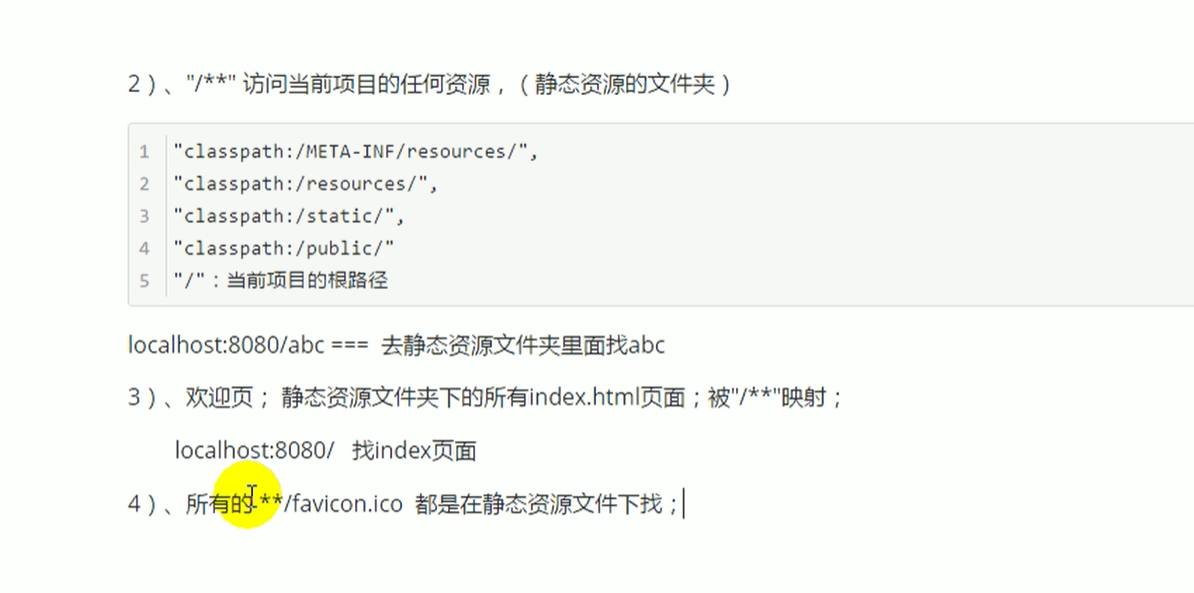 2）、"/**" 访问当前项目的任何资源，（静态资源的文件夹）
1 "classpath:/META-INF/resources/",
2 "classpath:/resources/",
3 "classpath:/static/",
4 "classpath:/public/"
5 "/"：当前项目的根路径
localhost:8080/abc === 去静态资源文件夹里面找abc
3）、欢迎页； 静态资源文件夹下的所有index.html页面；被"/**"映射；
localhost:8080/ 找index页面
4）、所有的 **/favicon.ico 都是在静态资源文件下找；